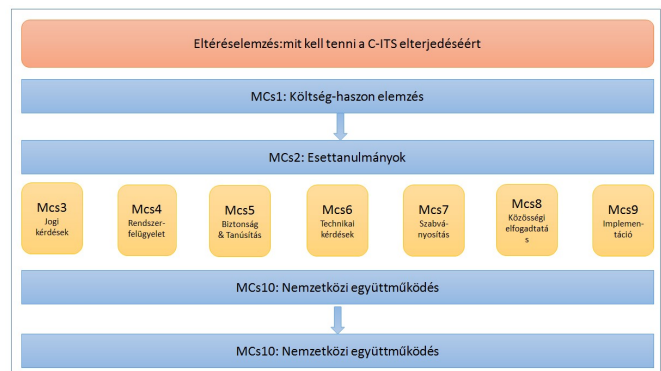 Eltéréselemzés:mit kell tenni a C-ITS elterjedéséért
MCs1: Költség-haszon elemzés
MCs2: Esettanulmányok
Mcs3
Jogi
kérdések
Mcs4
Rendszer-
felügyelet
Mcs5
Biztonság
& Tanúsítás
Mcs6
Technikai
kérdések
Mcs7
Szabvá-
nyosítás
Mcs8
Közösségi
elfogadtatá
s
Mcs9
Implemen-
táció
MCs10: Nemzetközi együttműködés
MCs10: Nemzetközi együttműködés